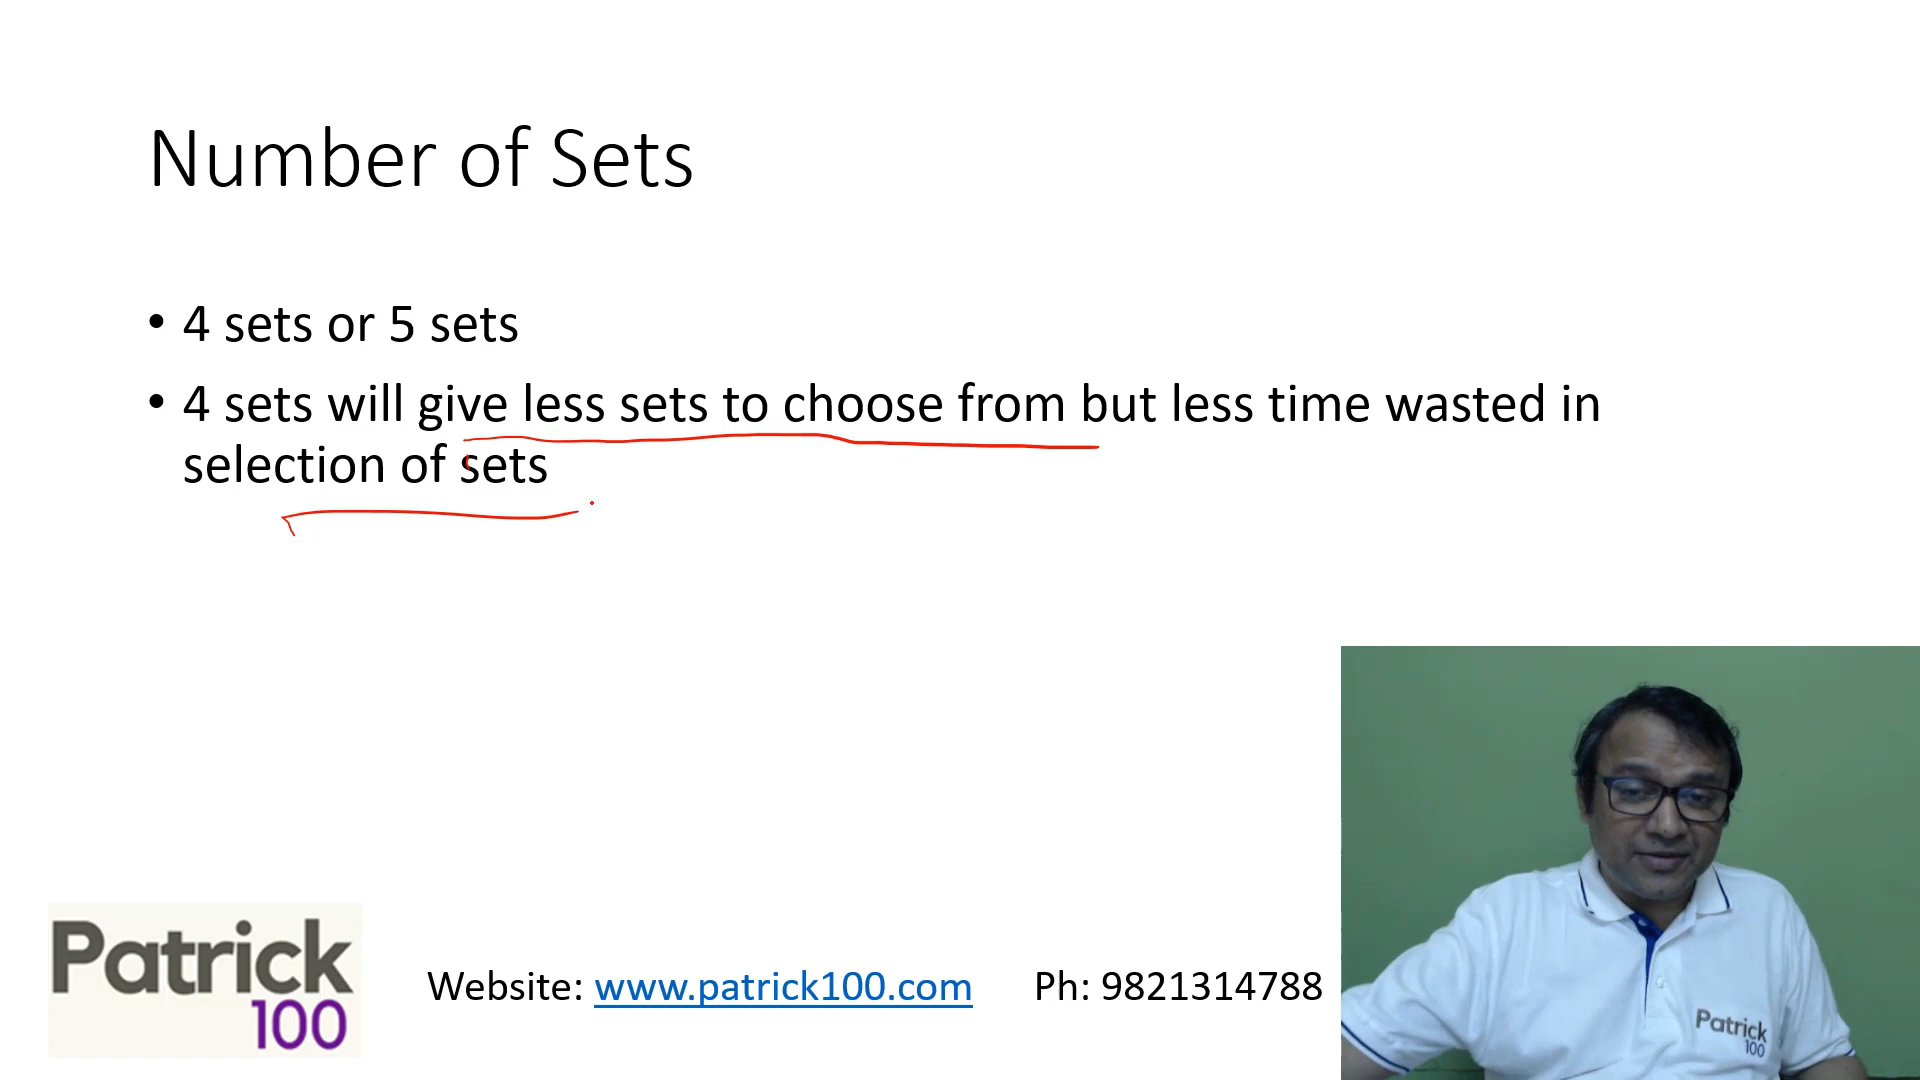 Number of Sets
• 4 sets or 5 sets
• 4 sets will give less sets to choose from but less time wasted in
selection of sets
Patrick
100
Website: www.patrick100.com Ph: 9821314788
Patrick
100